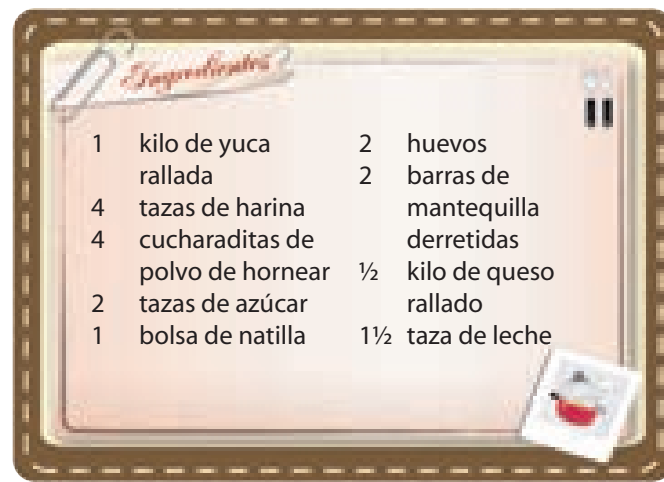 Ingredientes
1 kilo de yuca
rallada
4 tazas de harina
4 cucharaditas de
polvo de hornear
2 tazas de azúcar
1 bolsa de natilla
2 huevos
2 barras de
mantequilla
derretidas
½ kilo de queso
rallado
1½ taza de leche